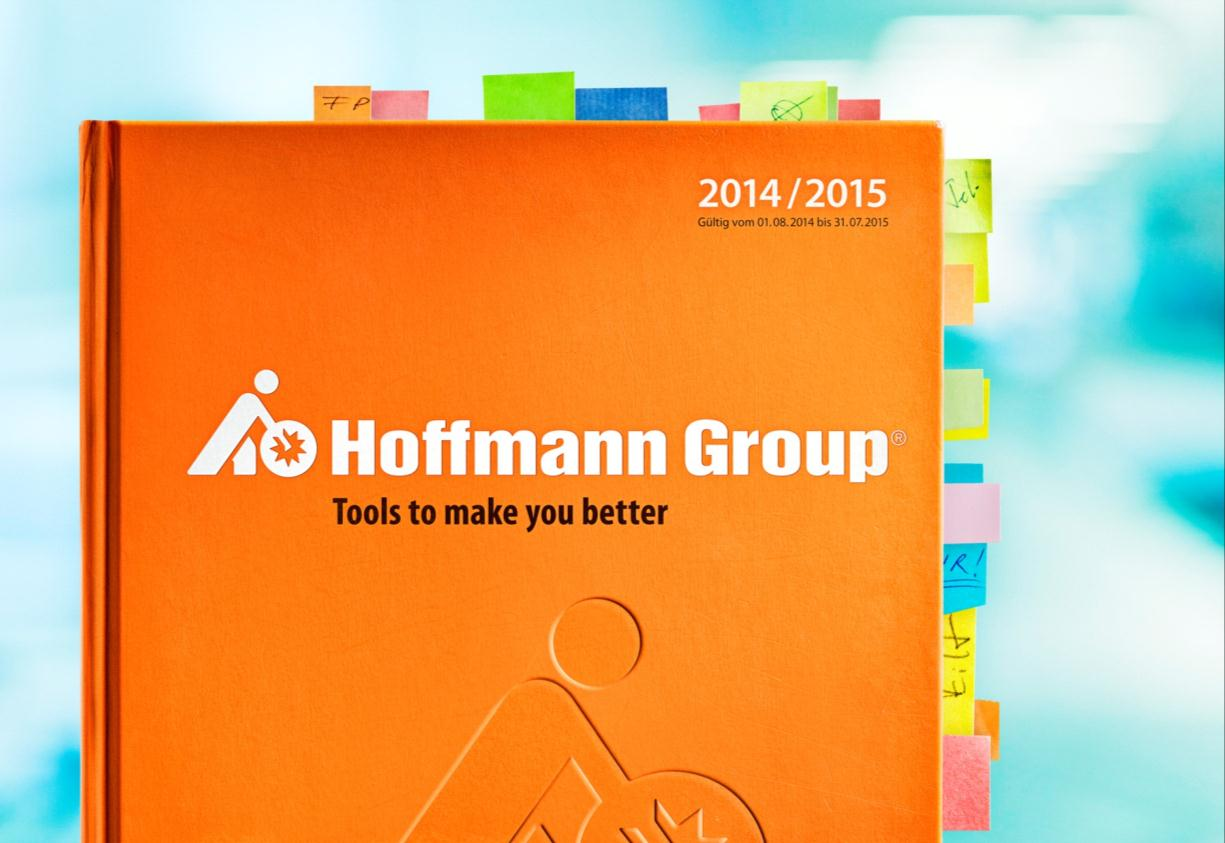 FP
2014/2015
Gültig vom 01.08.2014 bis 31.07.2015
Hoffmann Group®
Tools to make you better